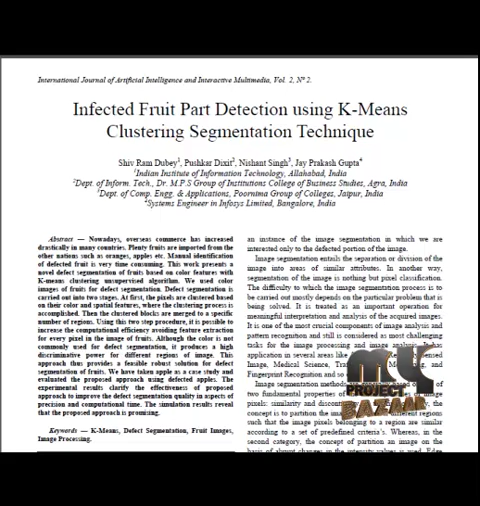 International Journal of Artificial Intelligence and Interactive Multimedia, Vol. 2, Nº 2.
Infected Fruit Part Detection using K-Means
Clustering Segmentation Technique
Shiv Ram Dubey¹, Pushkar Dixit², Nishant Singh³, Jay Prakash Gupta⁴
¹Indian Institute of Information Technology, Allahabad, India
²Dept. of Inform. Tech., Dr. M.P.S Group of Institutions College of Business Studies, Agra, India
³Dept. of Comp. Engg. & Applications, Poornima Group of Colleges, Jaipur, India
⁴Systems Engineer in Infosys Limited, Bangalore, India
Abstract — Nowadays, overseas commerce has increased
drastically in many countries. Plenty fruits are imported from the
other nations such as oranges, apples etc. Manual identification
of defected fruit is very time consuming. This work presents a
novel defect segmentation of fruits based on color features with
K-means clustering unsupervised algorithm. We used color
images of fruits for defect segmentation. Defect segmentation is
carried out into two stages. At first, the pixels are clustered based
on their color and spatial features, where the clustering process is
accomplished. Then the clustered blocks are merged to a specific
number of regions. Using this two step procedure, it is possible to
increase the computational efficiency avoiding feature extraction
for every pixel in the image of fruits. Although the color is not
commonly used for defect segmentation, it produces a high
discriminative power for different regions of image. This
approach thus provides a feasible robust solution for defect
segmentation of fruits. We have taken apple as a case study and
evaluated the proposed approach using defected apples. The
experimental results clarify the effectiveness of proposed
approach to improve the defect segmentation quality in aspects of
precision and computational time. The simulation results reveal
that the proposed approach is promising.
Keywords — K-Means, Defect Segmentation, Fruit Images,
Image Processing.
an instance of the image segmentation in which we are
interested only to the defected portion of the image.
Image segmentation entails the separation or division of the
image into areas of similar attributes. In another way,
segmentation of the image is nothing but pixel classification.
The difficulty to which the image segmentation process is to
be carried out mostly depends on the particular problem that is
being solved. It is treated as an important operation for
meaningful interpretation and analysis of the acquired images.
It is one of the most crucial components of image analysis and
pattern recognition and still is considered as most challenging
tasks for the image processing and image analysis. has
application in several areas like
Image, Medical Science,
Fingerprint Recognition and so
Image segmentation
two fundamental properties of
pixels: similarity and
concept is to partition the regions
such that the image pixels belonging to a region are similar
according to a set of predefined criteria's. Whereas, in the
second category, the concept of partition an image on the
PROJECT
BAZAAR